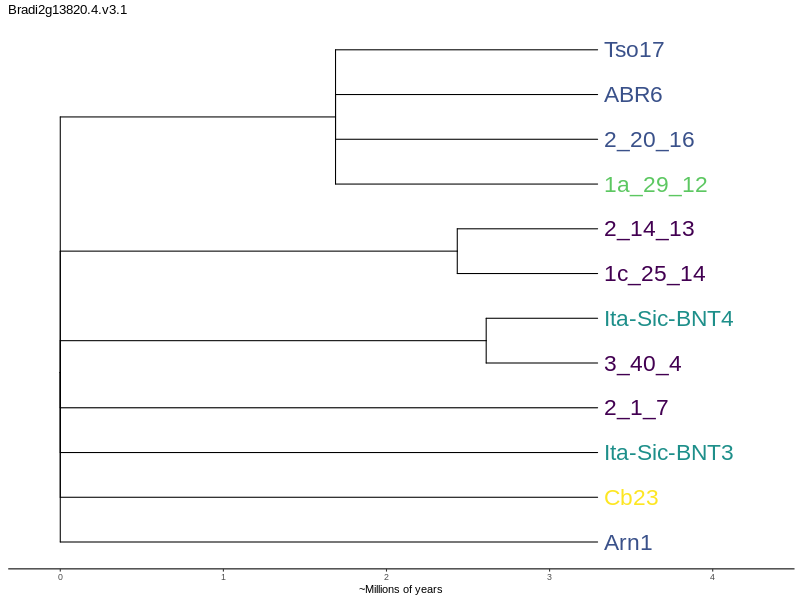 Bradi2g13820.4.v3.1
Tso17
ABR6
2_20_16
1a_29_12
2_14_13
1c_25_14
Ita-Sic-BNT4
3_40_4
2_1_7
Ita-Sic-BNT3
Cb23
Arn1
0 1 2 3 4
~Millions of years